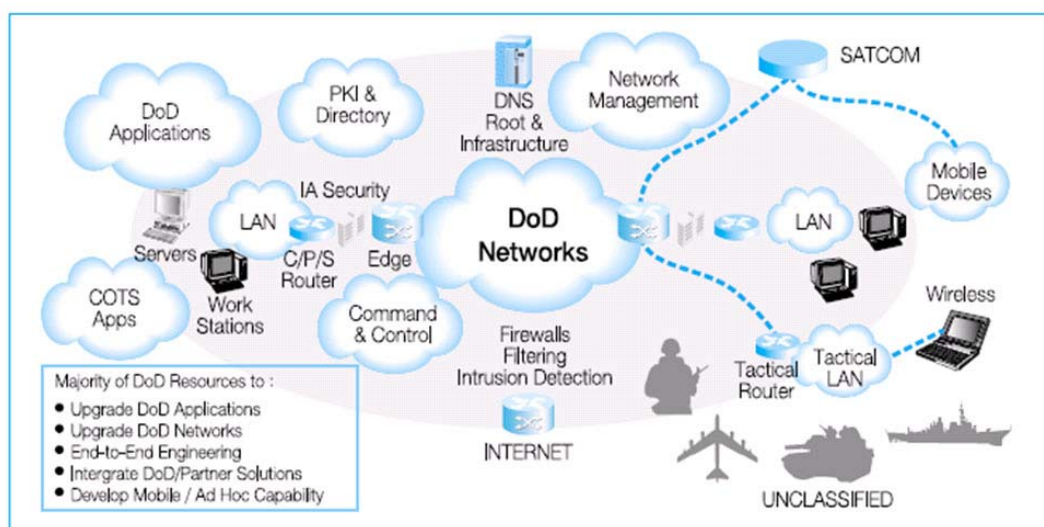 DoD
Applications
PKI &
Directory
DNS
Root &
Infrastructure
Network
Management
SATCOM
Mobile
Devices
IA Security
LAN
Servers
C/P/S
Router
Edge
DoD
Networks
LAN
COTS
Apps
Work
Stations
Command
& Control
Firewalls
Filtering
Intrusion Detection
INTERNET
Wireless
Tactical
Router
Tactical
LAN
UNCLASSIFIED
Majority of DoD Resources to :
• Upgrade DoD Applications
• Upgrade DoD Networks
• End-to-End Engineering
• Intergrate DoD/Partner Solutions
• Develop Mobile / Ad Hoc Capability